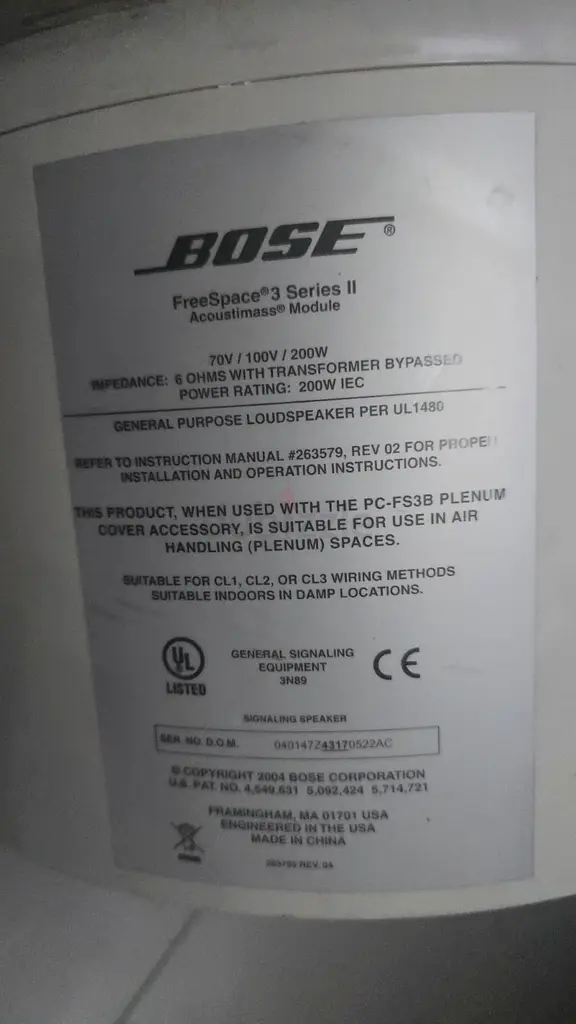 BOSE®
FreeSpace®3 Series II
Acoustimass® Module
70V / 100V / 200W
IMPEDANCE: 6 OHMS WITH TRANSFORMER BYPASSED
POWER RATING: 200W IEC
GENERAL PURPOSE LOUDSPEAKER PER UL1480
REFER TO INSTRUCTION MANUAL #263579, REV 02 FOR PROPER
INSTALLATION AND OPERATION INSTRUCTIONS.
THIS PRODUCT, WHEN USED WITH THE PC-FS3B PLENUM
COVER ACCESSORY, IS SUITABLE FOR USE IN AIR
HANDLING (PLENUM) SPACES.
SUITABLE FOR CL1, CL2, OR CL3 WIRING METHODS
SUITABLE INDOORS IN DAMP LOCATIONS.
UL
LISTED
GENERAL SIGNALING
EQUIPMENT
3N89
CE
SIGNALING SPEAKER
SER. NO. D.O.M. 040147Z43170522AC
© COPYRIGHT 2004 BOSE CORPORATION
U.S. PAT. NO. 4,549,631 5,092,424 5,714,721
FRAMINGHAM, MA 01701 USA
ENGINEERED IN THE USA
MADE IN CHINA
REV. 04